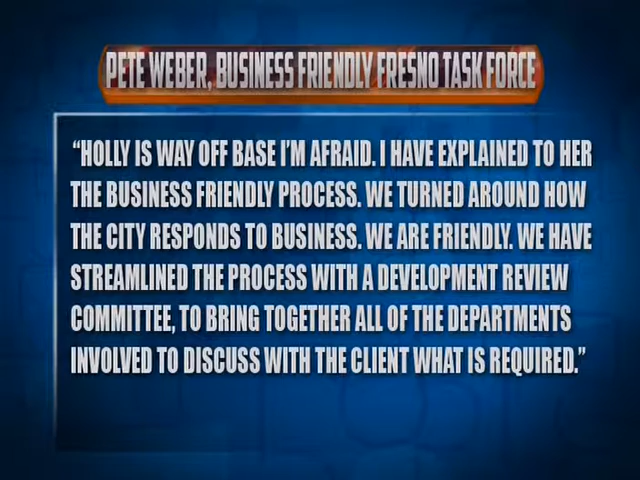 PETE WEBER, BUSINESS FRIENDLY FRESNO TASK FORCE
"HOLLY IS WAY OFF BASE I'M AFRAID. I HAVE EXPLAINED TO HER
THE BUSINESS FRIENDLY PROCESS. WE TURNED AROUND HOW
THE CITY RESPONDS TO BUSINESS. WE ARE FRIENDLY. WE HAVE
STREAMLINED THE PROCESS WITH A DEVELOPMENT REVIEW
COMMITTEE, TO BRING TOGETHER ALL OF THE DEPARTMENTS
INVOLVED TO DISCUSS WITH THE CLIENT WHAT IS REQUIRED."